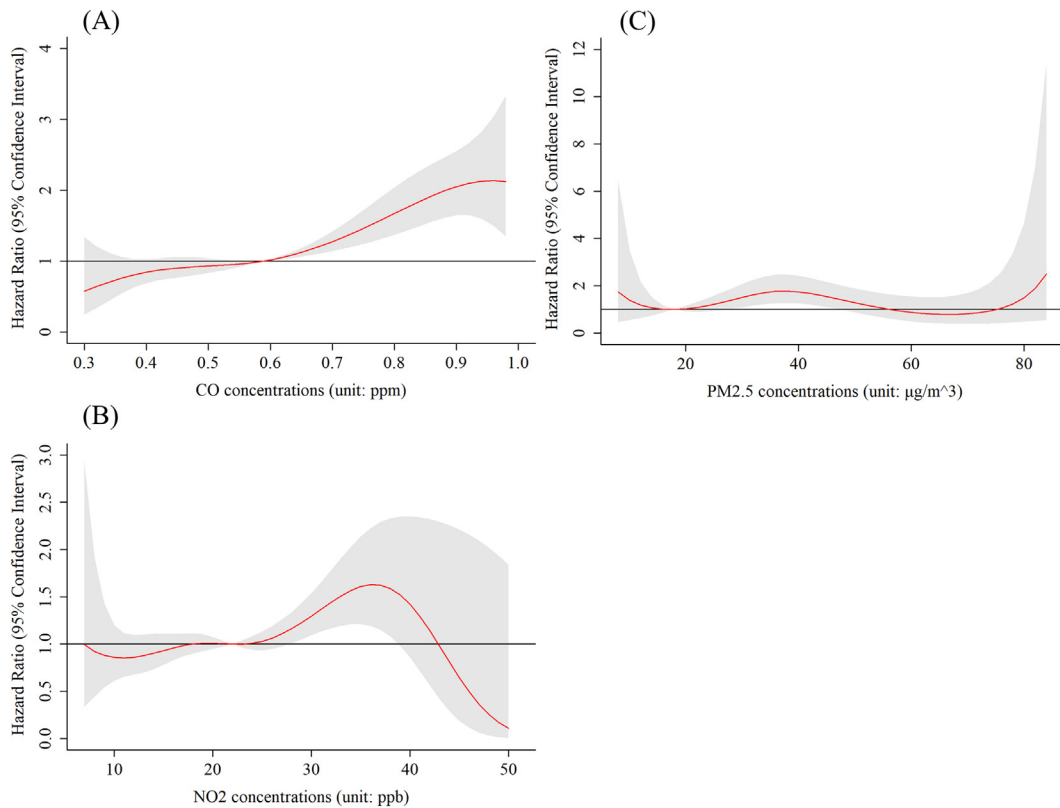 (A)
Hazard Ratio (95% Confidence Interval)
4
3
2
1
0
0.3 0.4 0.5 0.6 0.7 0.8 0.9 1.0
CO concentrations (unit: ppm)
(C)
Hazard Ratio (95% Confidence Interval)
12
10
8
6
4
2
0
20 40 60 80
PM2.5 concentrations (unit: μg/m^3)
(B)
Hazard Ratio (95% Confidence Interval)
3.0
2.5
2.0
1.5
1.0
0.5
0.0
10 20 30 40 50
NO2 concentrations (unit: ppb)